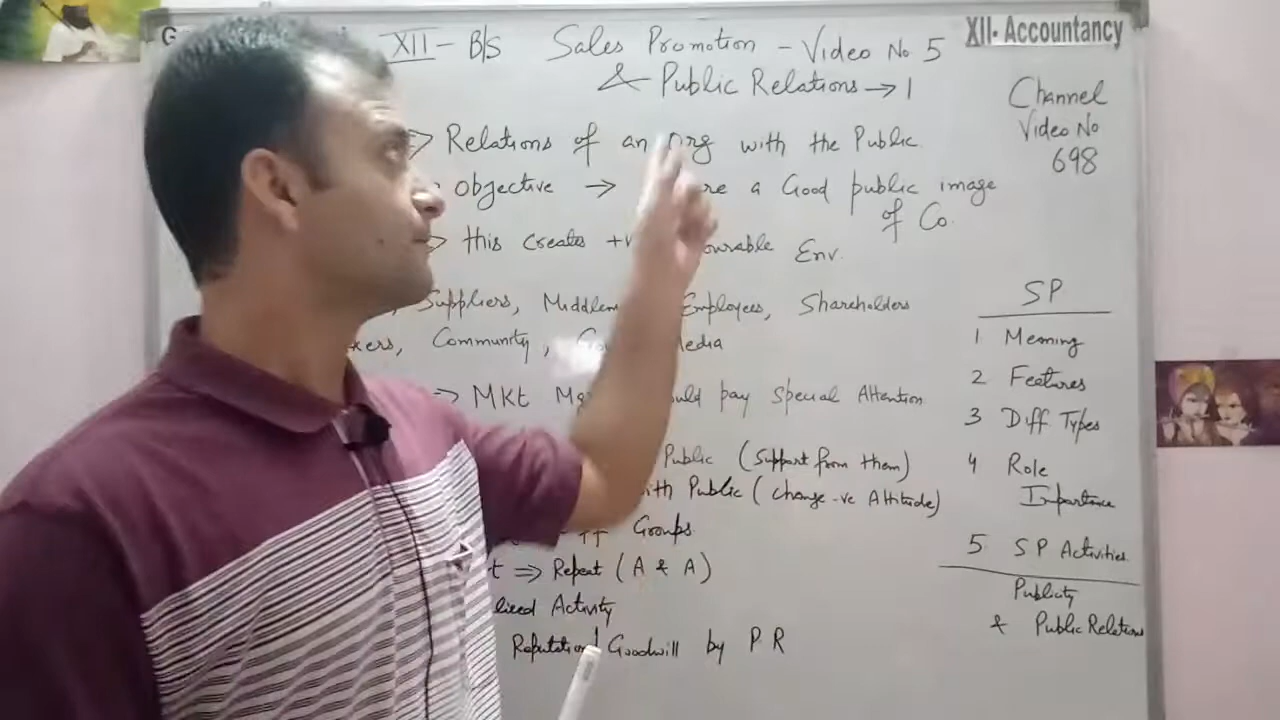 XII - B/S Sales Promotion - Video No 5
& Public Relations → 1
XII- Accountancy
Channel
Video No
698
Relations of an Org with the Public
objective → a Good public image
of Co.
this creates Env.
Suppliers, Employees, Shareholders
Community, Media
⇒ MKt pay special Attention
Public (Support from them)
with Public (change -ve Attitude)
Groups
⇒ Repeat (A & A)
Activity
Reputation Goodwill by P R
SP
1 Meaning
2 Features
3 Diff Types
4 Role
Importance
5 SP Activities
Publicity
& Public Relations